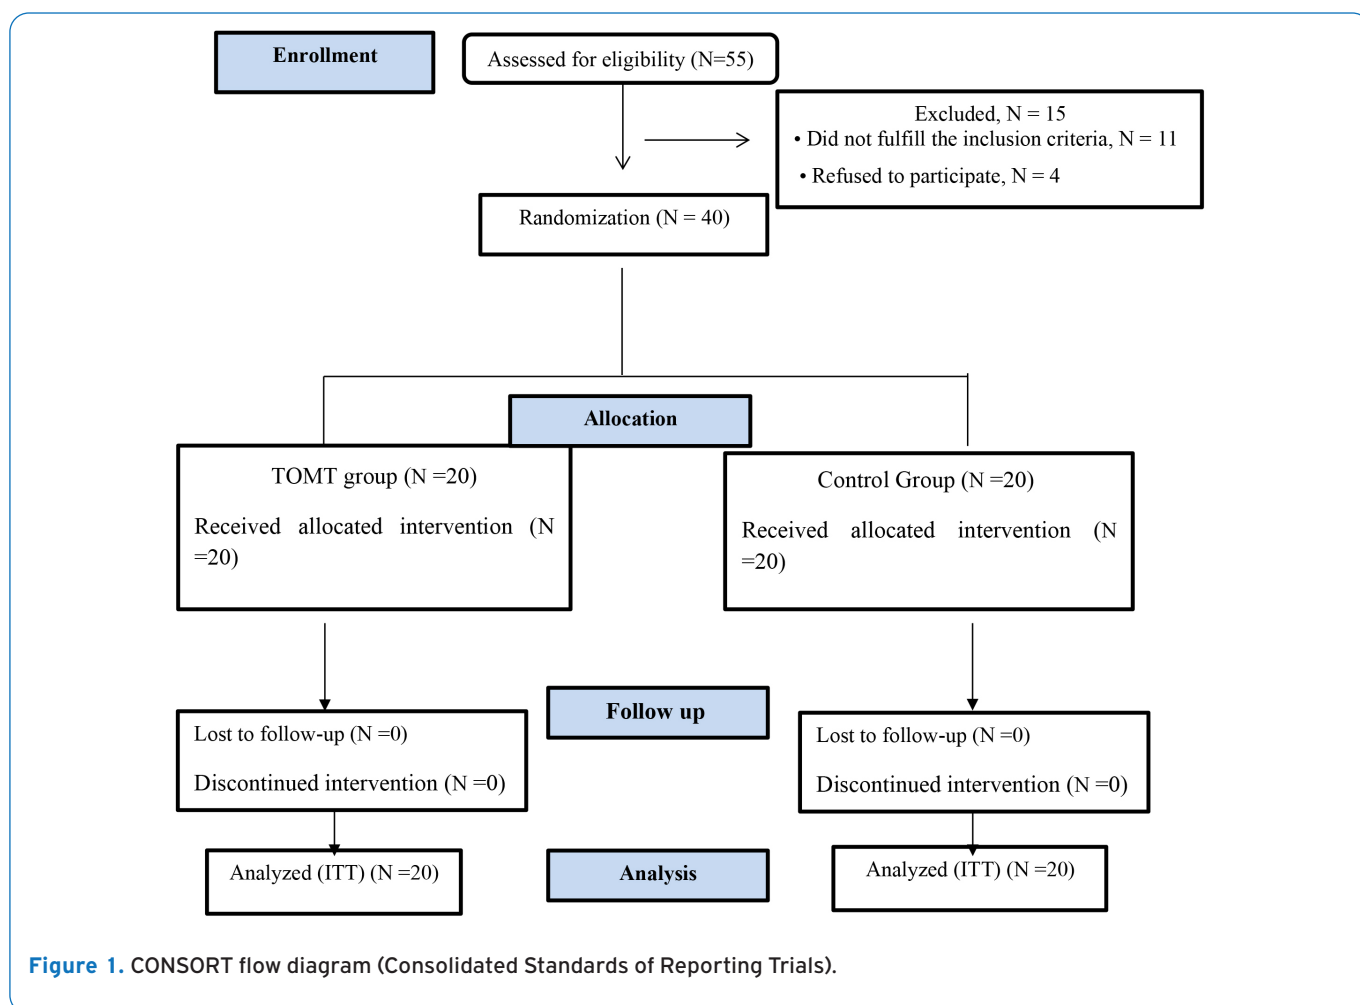 Enrollment
Assessed for eligibility (N=55)
Excluded, N = 15
• Did not fulfill the inclusion criteria, N = 11
• Refused to participate, N = 4
Randomization (N = 40)
Allocation
TOMT group (N =20)
Received allocated intervention (N
=20)
Control Group (N =20)
Received allocated intervention (N
=20)
Follow up
Lost to follow-up (N =0)
Discontinued intervention (N =0)
Lost to follow-up (N =0)
Discontinued intervention (N =0)
Analyzed (ITT) (N =20)
Analysis
Analyzed (ITT) (N =20)
Figure 1. CONSORT flow diagram (Consolidated Standards of Reporting Trials).